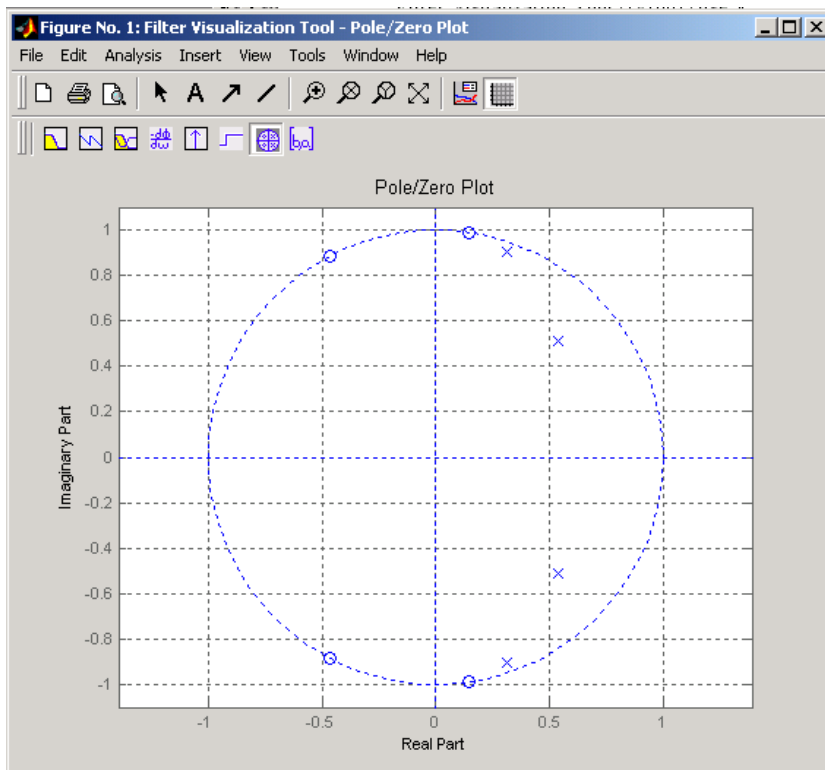 Figure No. 1: Filter Visualization Tool - Pole/Zero Plot
File Edit Analysis Insert View Tools Window Help
A
[b,a]
Pole/Zero Plot
1
0.8
0.6
0.4
0.2
0
-0.2
-0.4
-0.6
-0.8
-1
Imaginary Part
-1 -0.5 0 0.5 1
Real Part